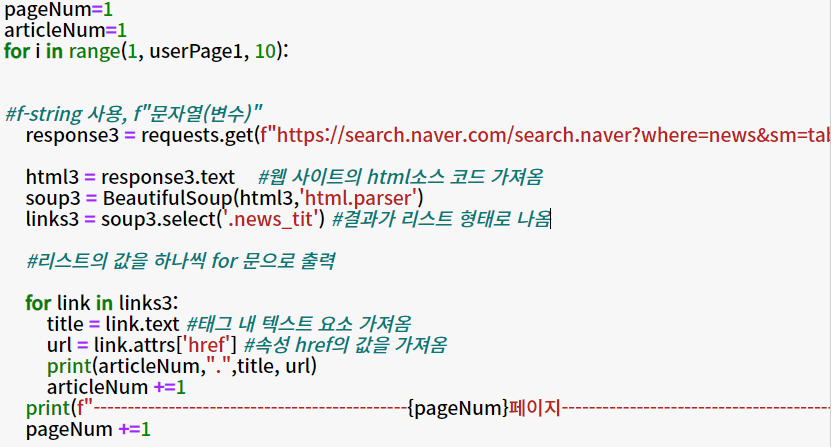 pageNum=1
articleNum=1
for i in range(1, userPage1, 10):
#f-string 사용, f"문자열(변수)"
response3 = requests.get(f"https://search.naver.com/search.naver?where=news&sm=tab
html3 = response3.text #웹 사이트의 html소스 코드 가져옴
soup3 = BeautifulSoup(html3,'html.parser')
links3 = soup3.select('.news_tit') #결과가 리스트 형태로 나옴
#리스트의 값을 하나씩 for 문으로 출력
for link in links3:
title = link.text #태그 내 텍스트 요소 가져옴
url = link.attrs['href'] #속성 href의 값을 가져옴
print(articleNum,".",title, url)
articleNum +=1
print(f"----------------------------------------------{pageNum}페이지----------------------------------------
pageNum +=1